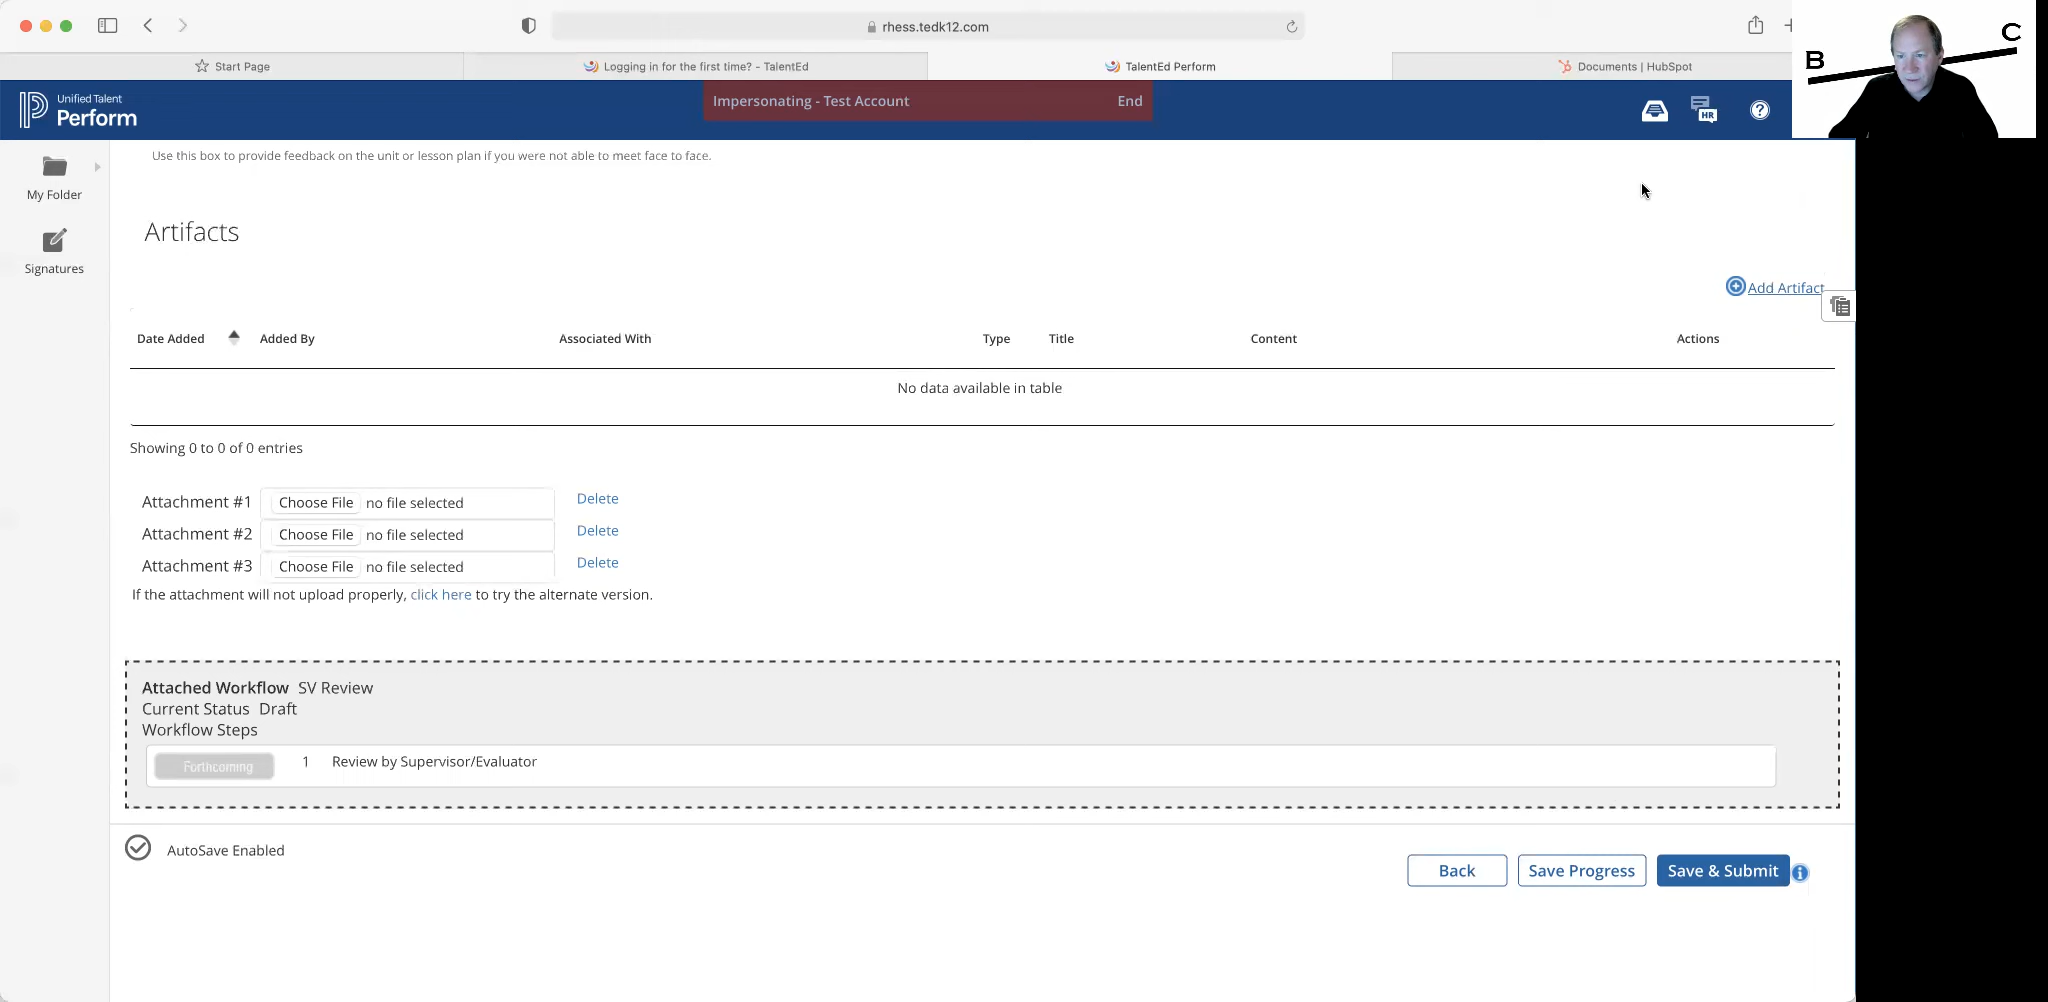 rhess.tedk12.com
Start Page
Logging in for the first time? - TalentEd
TalentEd Perform
Documents | HubSpot
B
C
Unified Talent
Perform
Impersonating - Test Account
End
HR
?
My Folder
Signatures
Use this box to provide feedback on the unit or lesson plan if you were not able to meet face to face.
Artifacts
Add Artifact
Date Added Added By Associated With Type Title Content Actions
No data available in table
Showing 0 to 0 of 0 entries
Attachment #1 Choose File no file selected Delete
Attachment #2 Choose File no file selected Delete
Attachment #3 Choose File no file selected Delete
If the attachment will not upload properly, click here to try the alternate version.
Attached Workflow SV Review
Current Status Draft
Workflow Steps
Forthcoming 1 Review by Supervisor/Evaluator
AutoSave Enabled
Back Save Progress Save & Submit i